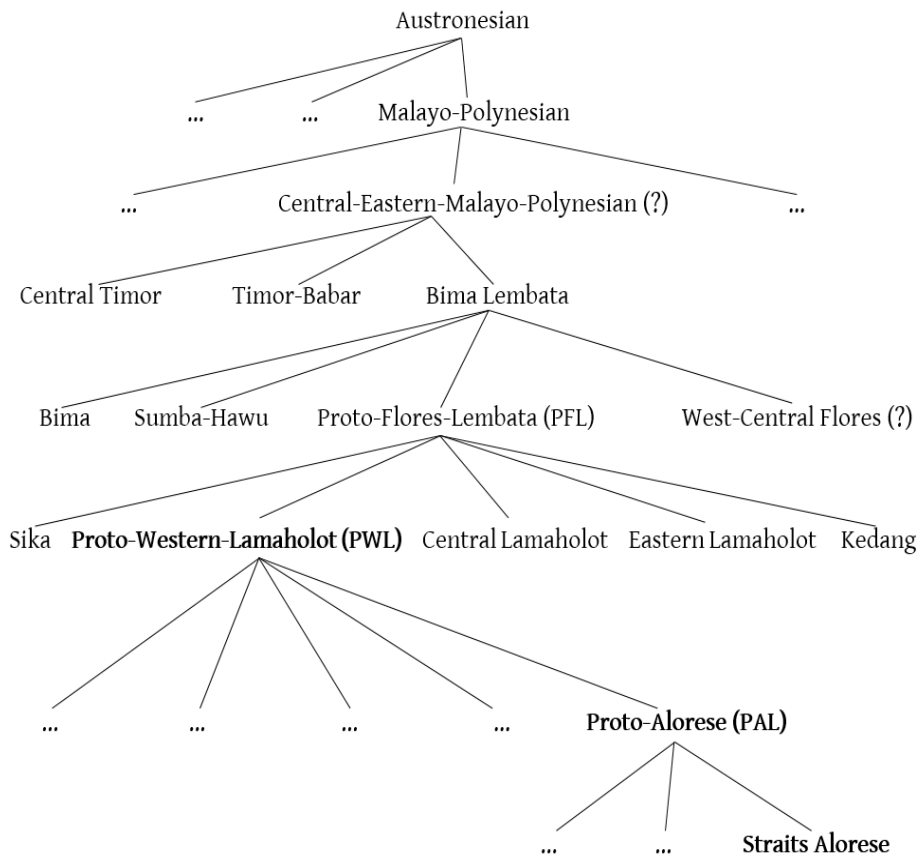 Austronesian
... ... Malayo-Polynesian
... Central-Eastern-Malayo-Polynesian (?) ...
Central Timor Timor-Babar Bima Lembata
Bima Sumba-Hawu Proto-Flores-Lembata (PFL) West-Central Flores (?)
Sika Proto-Western-Lamaholot (PWL) Central Lamaholot Eastern Lamaholot Kedang
... ... ... ... Proto-Alorese (PAL)
... ... Straits Alorese